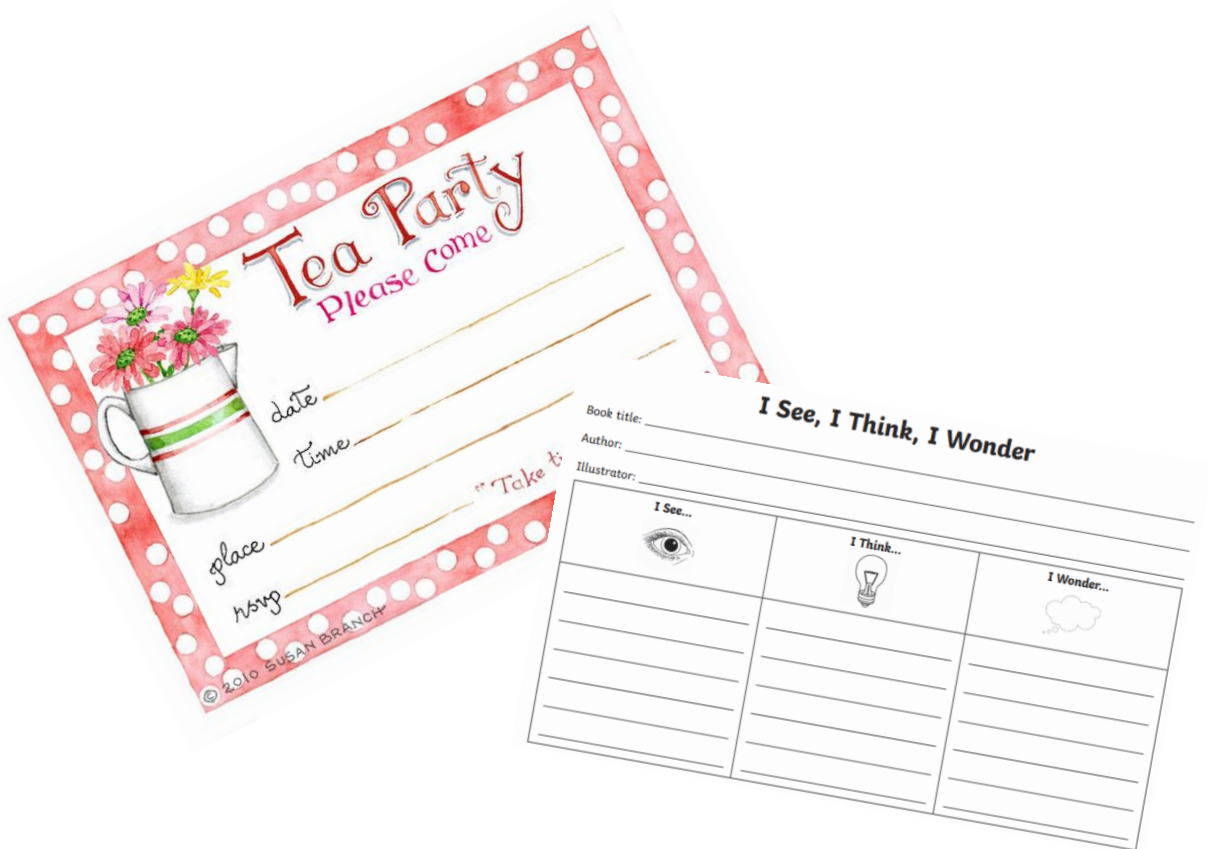 Tea Party
Please Come
date
time
place
rsvp
"Take
© 2010 SUSAN BRANCH
I See, I Think, I Wonder
Book title:
Author:
Illustrator:
I See...
I Think...
I Wonder...